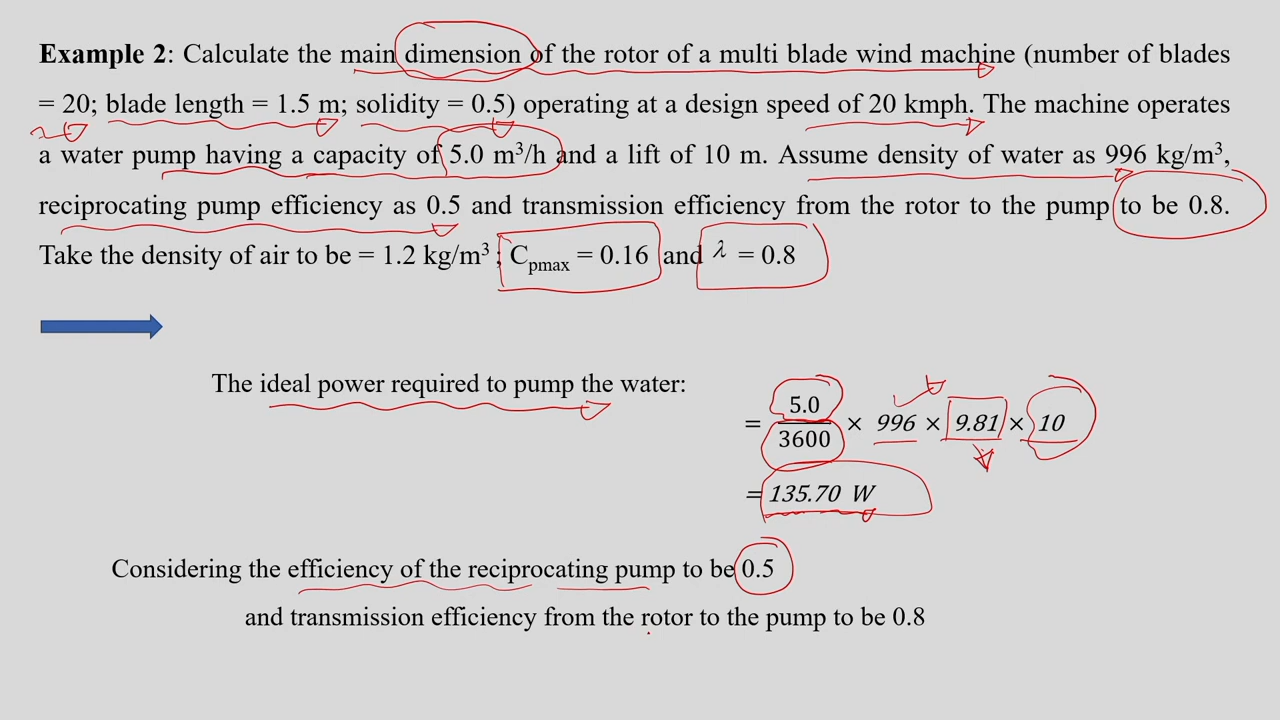 Example 2: Calculate the main dimension of the rotor of a multi blade wind machine (number of blades
= 20; blade length = 1.5 m; solidity = 0.5) operating at a design speed of 20 kmph. The machine operates
a water pump having a capacity of 5.0 m³/h and a lift of 10 m. Assume density of water as 996 kg/m³,
reciprocating pump efficiency as 0.5 and transmission efficiency from the rotor to the pump to be 0.8.
Take the density of air to be = 1.2 kg/m³ ; Cpmax = 0.16 and λ = 0.8
The ideal power required to pump the water:
= 5.0/3600 × 996 × 9.81 × 10
= 135.70 W
Considering the efficiency of the reciprocating pump to be 0.5
and transmission efficiency from the rotor to the pump to be 0.8